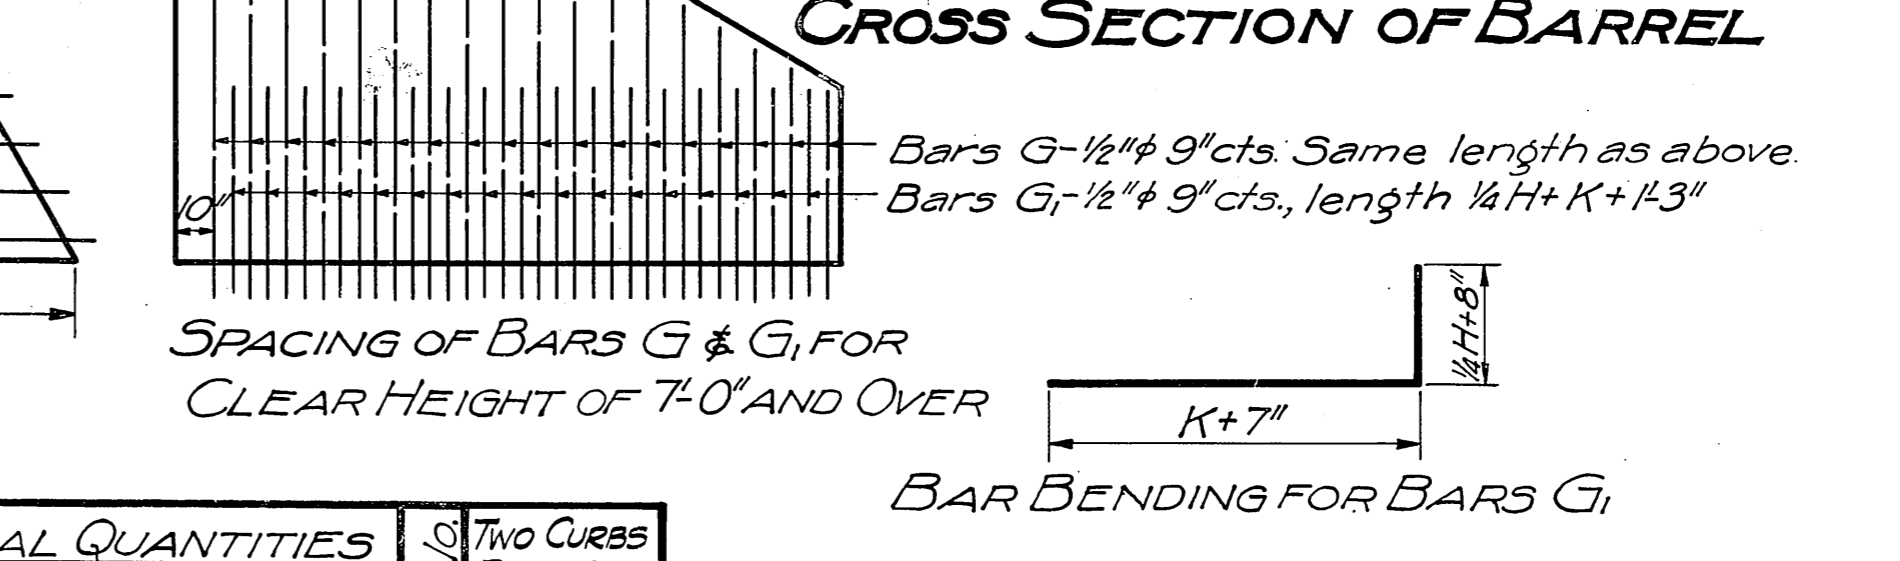 CROSS SECTION OF BARREL
Bars G-½"ϕ 9"cts. Same length as above.
Bars G₁-½"ϕ 9"cts., length ¼H+K+1'-3"
10"
SPACING OF BARS G & G₁ FOR
CLEAR HEIGHT OF 7'-0" AND OVER
¼H+8"
K+7"
BAR BENDING FOR BARS G₁
AL QUANTITIES
TWO CURBS